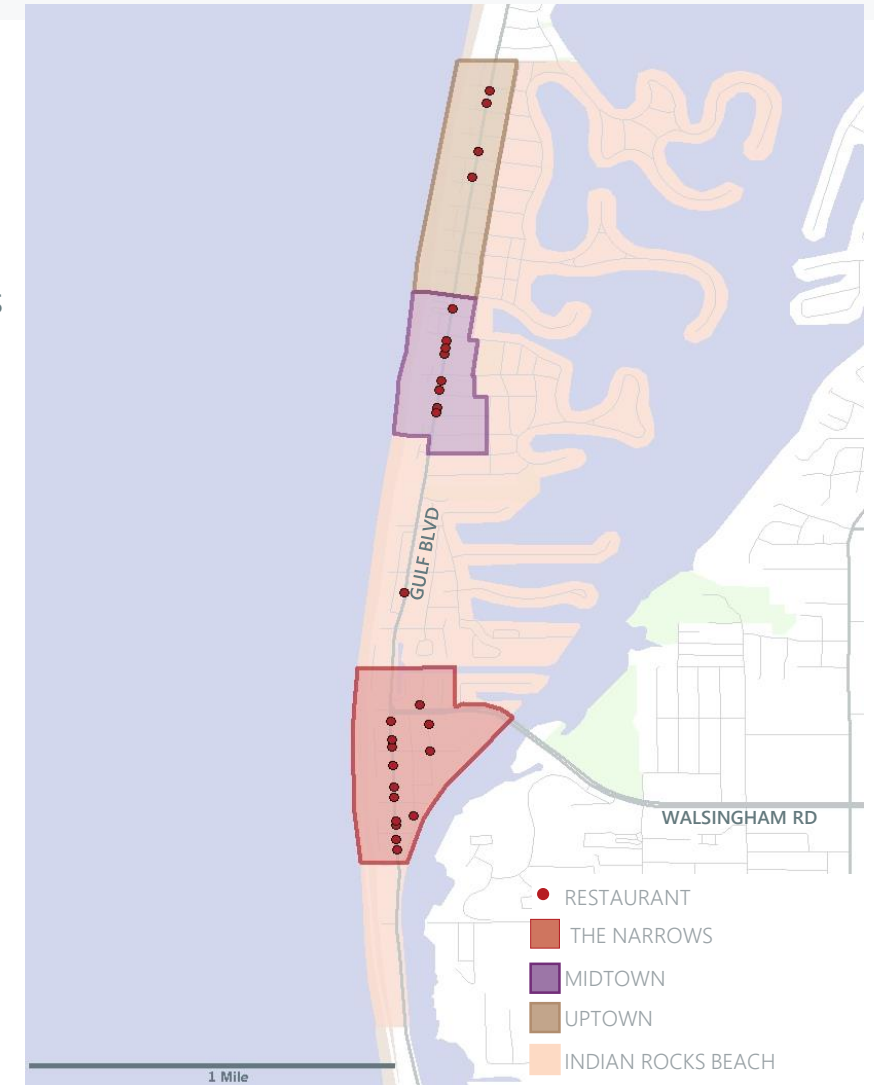 S
GULF BLVD
WALSINGHAM RD
RESTAURANT
THE NARROWS
MIDTOWN
UPTOWN
INDIAN ROCKS BEACH
1 Mile